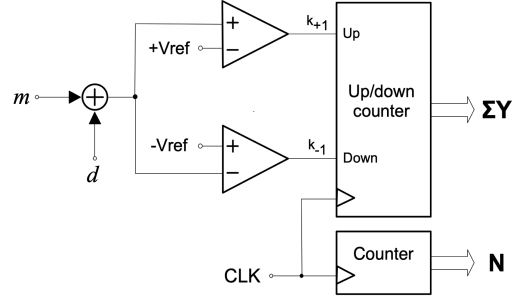 +
k+1
+Vref
−
Up
m
+
Up/down
counter
ΣY
-Vref
+
k-1
−
Down
d
Counter
N
CLK